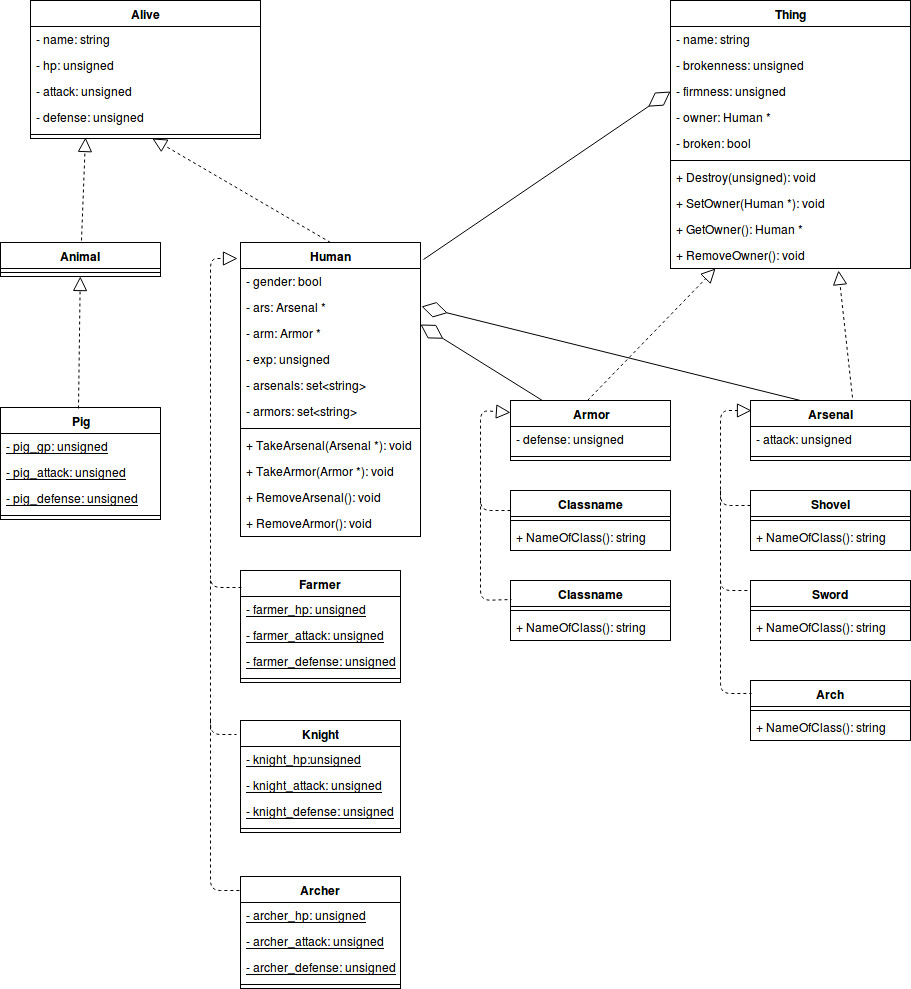 Alive
- name: string
- hp: unsigned
- attack: unsigned
- defense: unsigned
Thing
- name: string
- brokenness: unsigned
- firmness: unsigned
- owner: Human *
- broken: bool
+ Destroy(unsigned): void
+ SetOwner(Human *): void
+ GetOwner(): Human *
+ RemoveOwner(): void
Animal
Human
- gender: bool
- ars: Arsenal *
- arm: Armor *
- exp: unsigned
- arsenals: set<string>
- armors: set<string>
+ TakeArsenal(Arsenal *): void
+ TakeArmor(Armor *): void
+ RemoveArsenal(): void
+ RemoveArmor(): void
Pig
- pig_gp: unsigned
- pig_attack: unsigned
- pig_defense: unsigned
Armor
- defense: unsigned
Arsenal
- attack: unsigned
Classname
+ NameOfClass(): string
Shovel
+ NameOfClass(): string
Classname
+ NameOfClass(): string
Sword
+ NameOfClass(): string
Arch
+ NameOfClass(): string
Farmer
- farmer_hp: unsigned
- farmer_attack: unsigned
- farmer_defense: unsigned
Knight
- knight_hp:unsigned
- knight_attack: unsigned
- knight_defense: unsigned
Archer
- archer_hp: unsigned
- archer_attack: unsigned
- archer_defense: unsigned